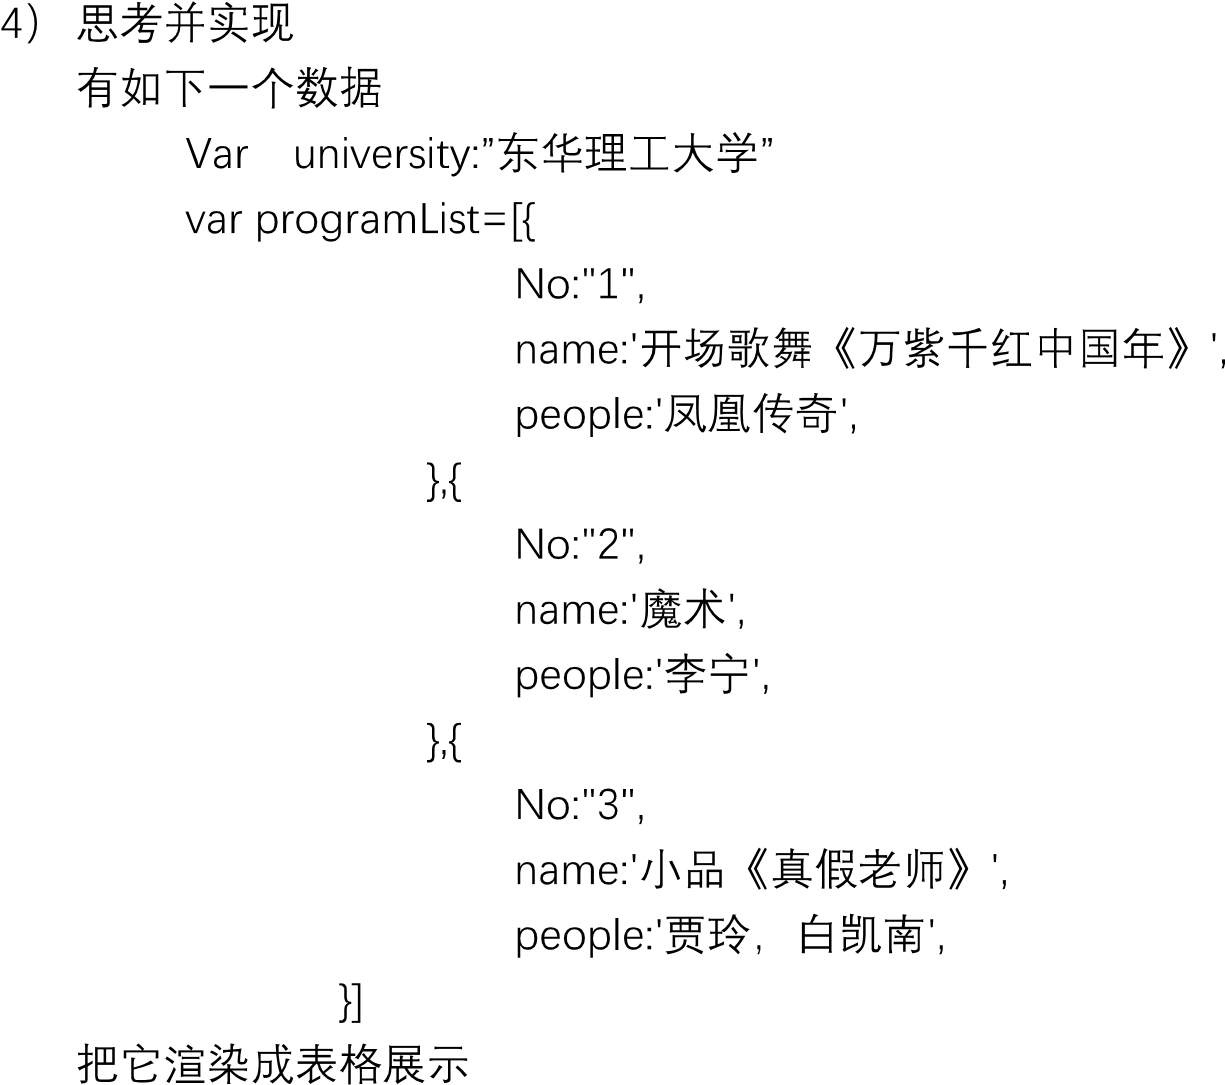 4） 思考并实现
有如下一个数据
Var university:”东华理工大学”
var programList=[{
No:"1",
name:'开场歌舞《万紫千红中国年》',
people:'凤凰传奇',
},{
No:"2",
name:'魔术',
people:'李宁',
},{
No:"3",
name:'小品《真假老师》',
people:'贾玲，白凯南',
}]
把它渲染成表格展示